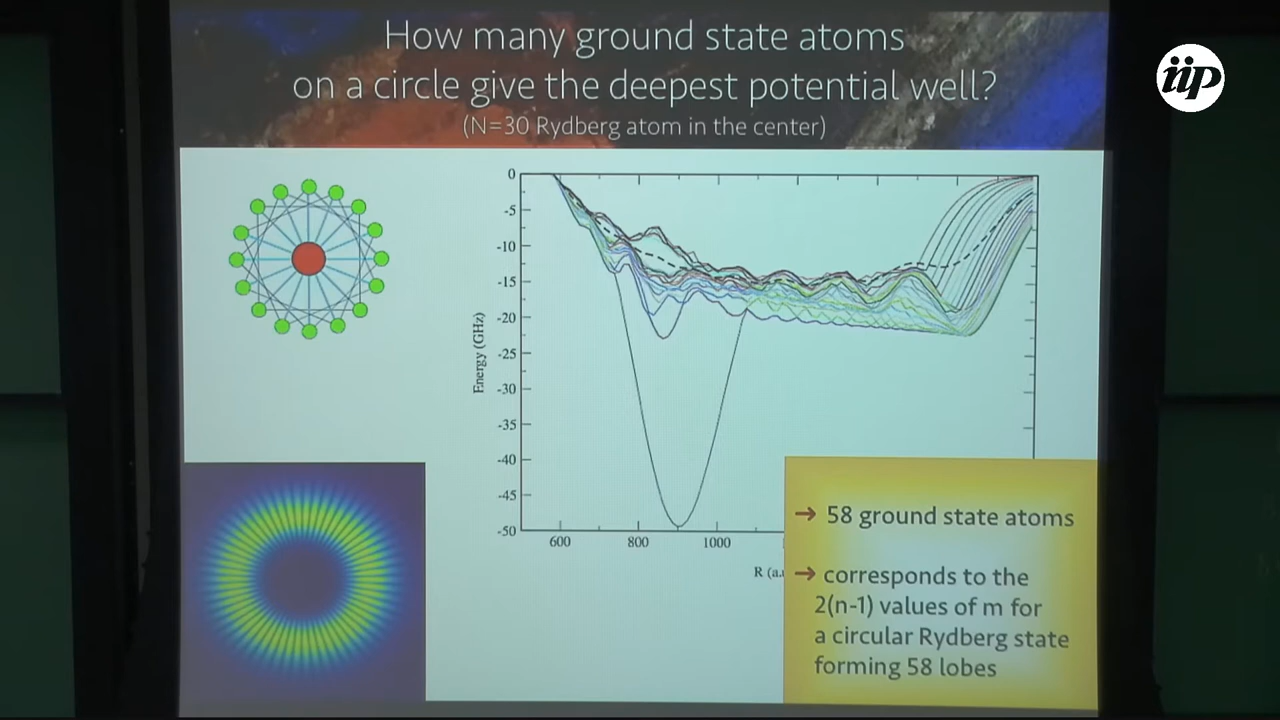 How many ground state atoms
on a circle give the deepest potential well?
(N=30 Rydberg atom in the center)
iip
0
-5
-10
-15
-20
-25
-30
-35
-40
-45
-50
Energy (GHz)
600
800
1000
R (a.u
→ 58 ground state atoms
→ corresponds to the
2(n-1) values of m for
a circular Rydberg state
forming 58 lobes